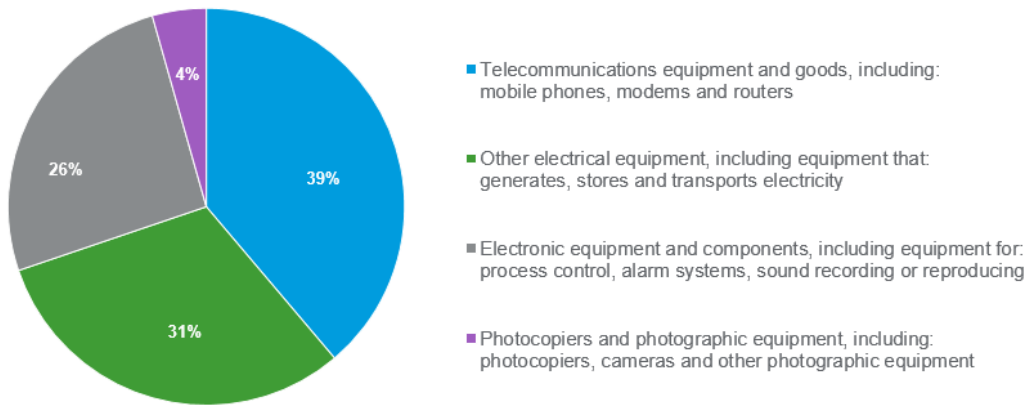 4%
39%
26%
31%
Telecommunications equipment and goods, including:
mobile phones, modems and routers
Other electrical equipment, including equipment that:
generates, stores and transports electricity
Electronic equipment and components, including equipment for:
process control, alarm systems, sound recording or reproducing
Photocopiers and photographic equipment, including:
photocopiers, cameras and other photographic equipment